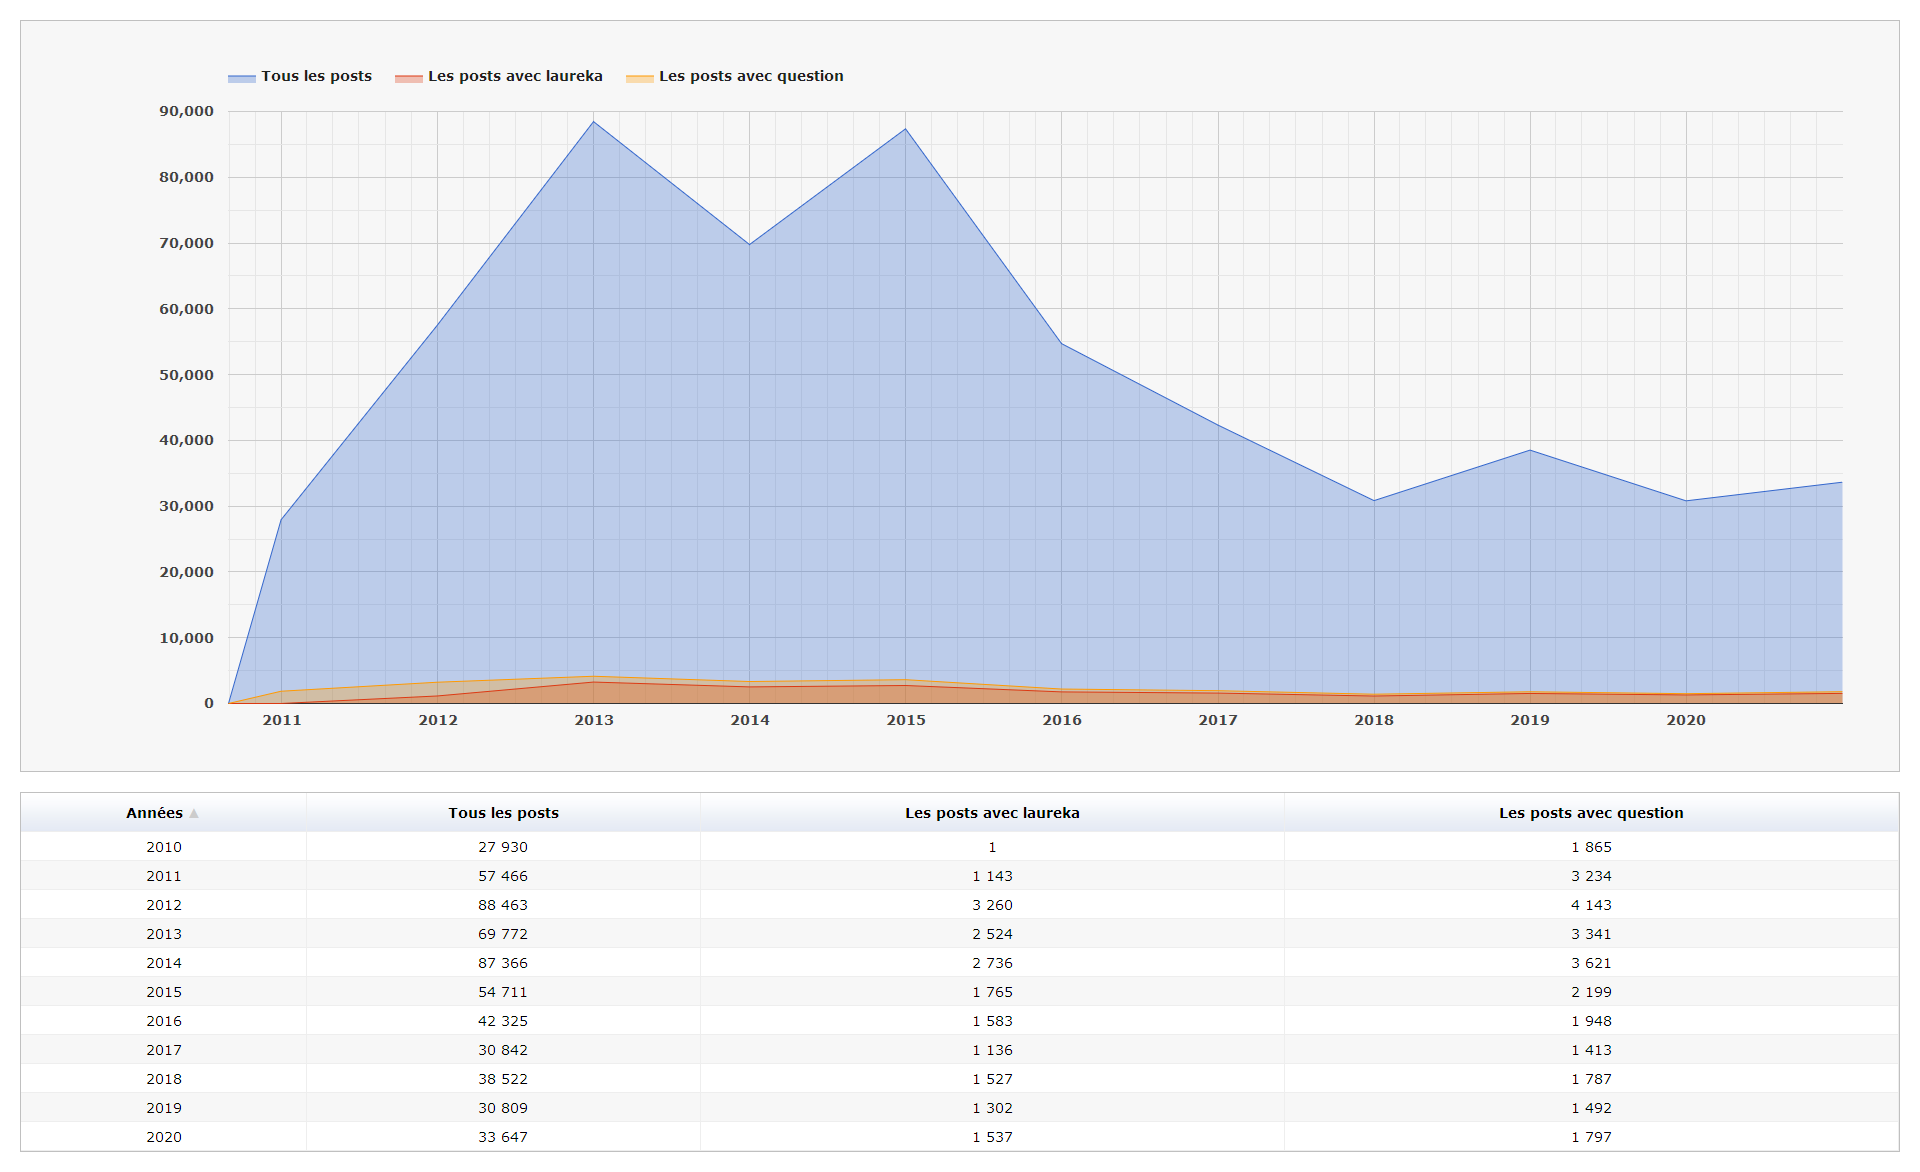 Tous les posts Les posts avec laureka Les posts avec question
90,000
80,000
70,000
60,000
50,000
40,000
30,000
20,000
10,000
0
2011 2012 2013 2014 2015 2016 2017 2018 2019 2020
Années Tous les posts Les posts avec laureka Les posts avec question
2010 27 930 1 1 865
2011 57 466 1 143 3 234
2012 88 463 3 260 4 143
2013 69 772 2 524 3 341
2014 87 366 2 736 3 621
2015 54 711 1 765 2 199
2016 42 325 1 583 1 948
2017 30 842 1 136 1 413
2018 38 522 1 527 1 787
2019 30 809 1 302 1 492
2020 33 647 1 537 1 797